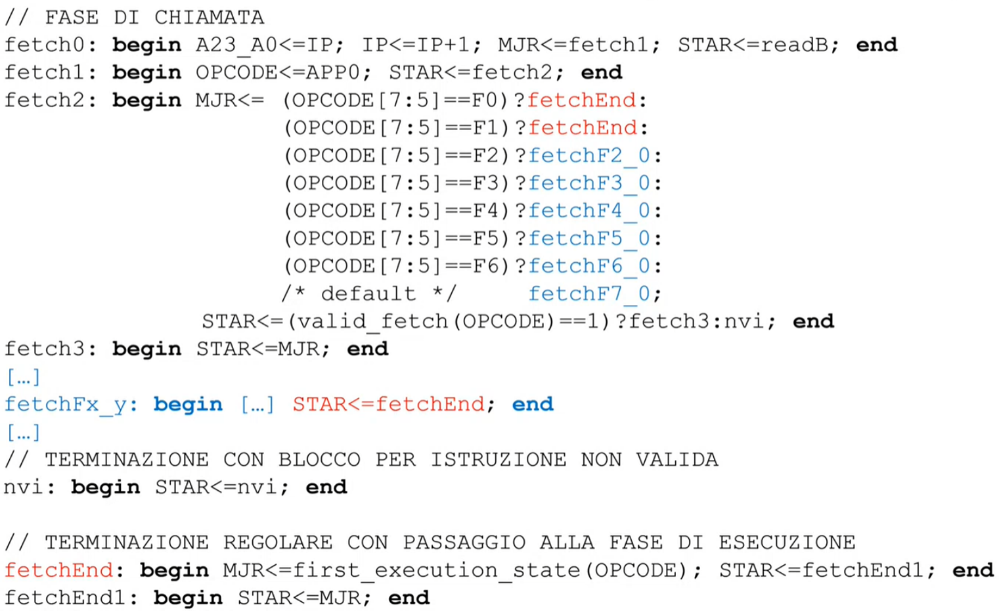 // FASE DI CHIAMATA
fetch0: begin A23_A0<=IP; IP<=IP+1; MJR<=fetch1; STAR<=readB; end
fetch1: begin OPCODE<=APP0; STAR<=fetch2; end
fetch2: begin MJR<= (OPCODE[7:5]==F0)?fetchEnd:
(OPCODE[7:5]==F1)?fetchEnd:
(OPCODE[7:5]==F2)?fetchF2_0:
(OPCODE[7:5]==F3)?fetchF3_0:
(OPCODE[7:5]==F4)?fetchF4_0:
(OPCODE[7:5]==F5)?fetchF5_0:
(OPCODE[7:5]==F6)?fetchF6_0:
/* default */ fetchF7_0;
STAR<=(valid_fetch(OPCODE)==1)?fetch3:nvi; end
fetch3: begin STAR<=MJR; end
[…]
fetchFx_y: begin […] STAR<=fetchEnd; end
[…]
// TERMINAZIONE CON BLOCCO PER ISTRUZIONE NON VALIDA
nvi: begin STAR<=nvi; end
// TERMINAZIONE REGOLARE CON PASSAGGIO ALLA FASE DI ESECUZIONE
fetchEnd: begin MJR<=first_execution_state(OPCODE); STAR<=fetchEnd1; end
fetchEnd1: begin STAR<=MJR; end